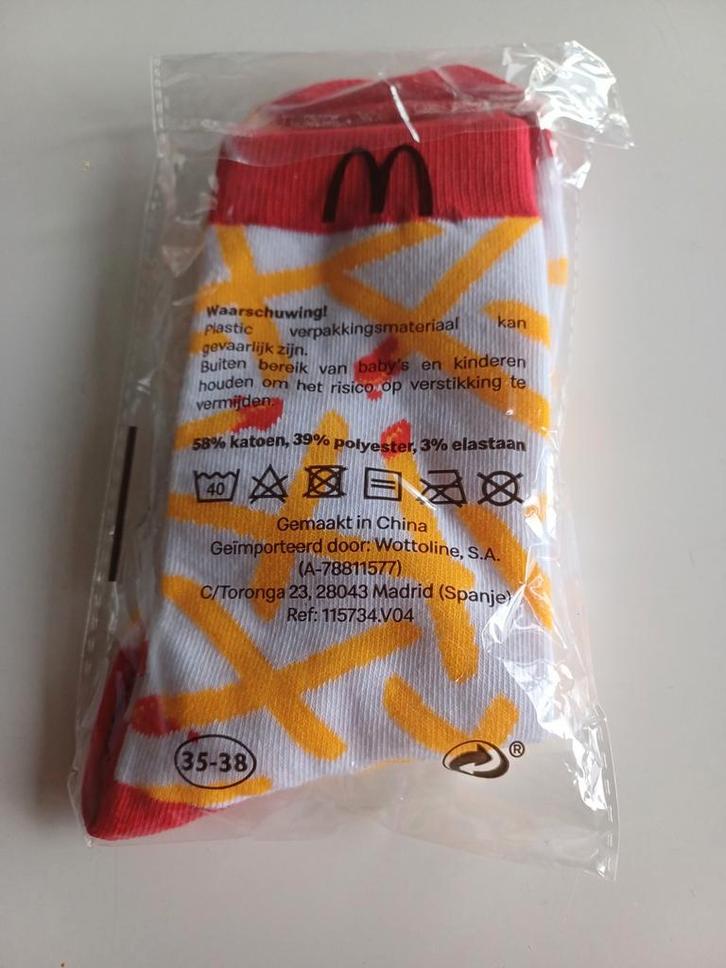 Waarschuwing!
Plastic verpakkingsmateriaal kan
gevaarlijk zijn.
Buiten bereik van baby's en kinderen
houden om het risico op verstikking te
vermijden.
58% katoen, 39% polyester, 3% elastaan
40
Gemaakt in China
Geïmporteerd door: Wottoline, S.A.
(A-78811577)
C/Toronga 23, 28043 Madrid (Spanje)
Ref: 115734.V04
35-38
®